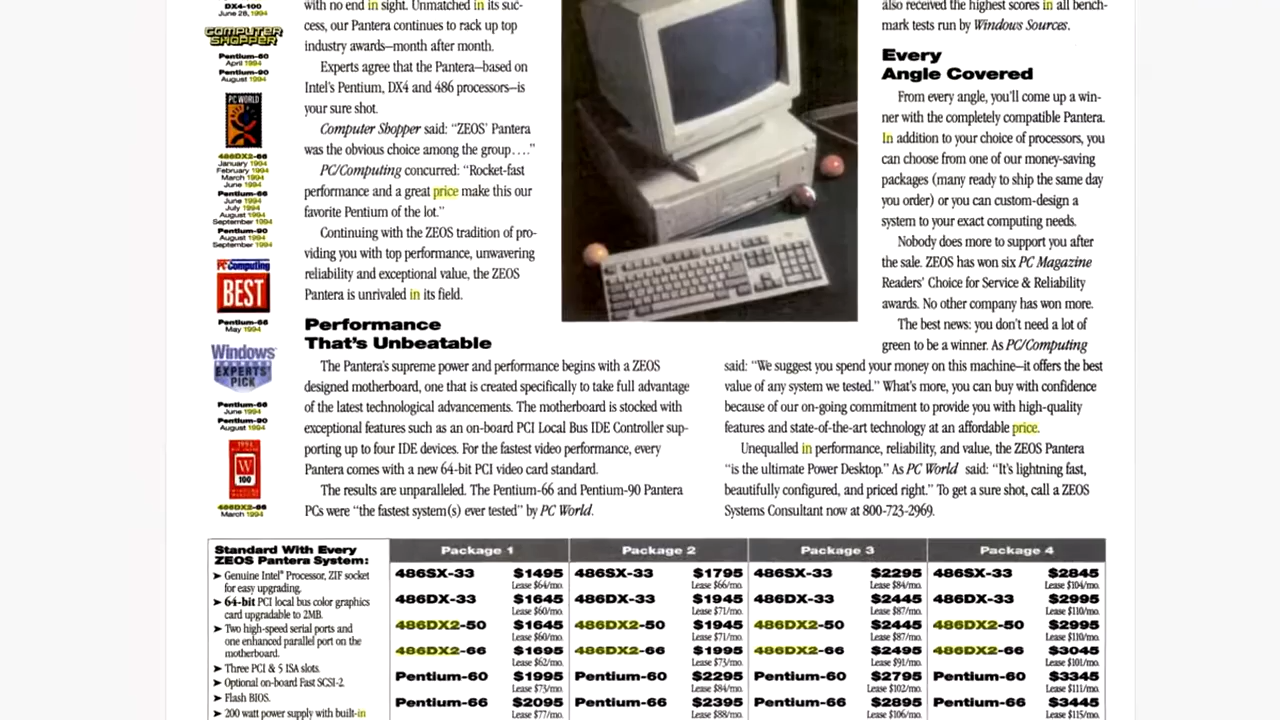 DX4-100
June 28, 1994
COMPUTER
SHOPPER
Pentium-60
April 1994
Pentium-90
August 1994
PC WORLD
486DX2-66
January 1994
February 1994
March 1994
June 1994
Pentium-66
June 1994
July 1994
August 1994
September 1994
Pentium-90
August 1994
September 1994
PC Computing
BEST
Pentium-66
May 1994
Windows
EXPERTS'
PICK
Pentium-66
June 1994
Pentium-90
August 1994
1994
W
100
486DX2-66
March 1994
with no end in sight. Unmatched in its suc-
cess, our Pantera continues to rack up top
industry awards—month after month.
Experts agree that the Pantera—based on
Intel's Pentium, DX4 and 486 processors—is
your sure shot.
Computer Shopper said: "ZEOS' Pantera
was the obvious choice among the group...."
PC/Computing concurred: "Rocket-fast
performance and a great price make this our
favorite Pentium of the lot."
Continuing with the ZEOS tradition of pro-
viding you with top performance, unwavering
reliability and exceptional value, the ZEOS
Pantera is unrivaled in its field.
Performance
That's Unbeatable
The Pantera's supreme power and performance begins with a ZEOS
designed motherboard, one that is created specifically to take full advantage
of the latest technological advancements. The motherboard is stocked with
exceptional features such as an on-board PCI Local Bus IDE Controller sup-
porting up to four IDE devices. For the fastest video performance, every
Pantera comes with a new 64-bit PCI video card standard.
The results are unparalleled. The Pentium-66 and Pentium-90 Pantera
PCs were "the fastest system(s) ever tested" by PC World.
also received the highest scores in all bench-
mark tests run by Windows Sources.
Every
Angle Covered
From every angle, you'll come up a win-
ner with the completely compatible Pantera.
In addition to your choice of processors, you
can choose from one of our money-saving
packages (many ready to ship the same day
you order) or you can custom-design a
system to your exact computing needs.
Nobody does more to support you after
the sale. ZEOS has won six PC Magazine
Readers' Choice for Service & Reliability
awards. No other company has won more.
The best news: you don't need a lot of
green to be a winner. As PC/Computing
said: "We suggest you spend your money on this machine—it offers the best
value of any system we tested." What's more, you can buy with confidence
because of our on-going commitment to provide you with high-quality
features and state-of-the-art technology at an affordable price.
Unequalled in performance, reliability, and value, the ZEOS Pantera
"is the ultimate Power Desktop." As PC World said: "It's lightning fast,
beautifully configured, and priced right." To get a sure shot, call a ZEOS
Systems Consultant now at 800-723-2969.
Standard With Every
ZEOS Pantera System:
➤ Genuine Intel® Processor, ZIF socket
for easy upgrading.
➤ 64-bit PCI local bus color graphics
card upgradable to 2MB.
➤ Two high-speed serial ports and
one enhanced parallel port on the
motherboard.
➤ Three PCI & 5 ISA slots.
➤ Optional on-board Fast SCSI-2.
➤ Flash BIOS.
➤ 200 watt power supply with built-in
Package 1 Package 2 Package 3 Package 4
486SX-33 $1495 486SX-33 $1795 486SX-33 $2295 486SX-33 $2845
Lease $64/mo. Lease $66/mo. Lease $84/mo. Lease $104/mo.
486DX-33 $1645 486DX-33 $1945 486DX-33 $2445 486DX-33 $2995
Lease $60/mo. Lease $71/mo. Lease $87/mo. Lease $110/mo.
486DX2-50 $1645 486DX2-50 $1945 486DX2-50 $2445 486DX2-50 $2995
Lease $60/mo. Lease $71/mo. Lease $87/mo. Lease $110/mo.
486DX2-66 $1695 486DX2-66 $1995 486DX2-66 $2495 486DX2-66 $3045
Lease $62/mo. Lease $73/mo. Lease $91/mo. Lease $101/mo.
Pentium-60 $1995 Pentium-60 $2295 Pentium-60 $2795 Pentium-60 $3345
Lease $73/mo. Lease $84/mo. Lease $102/mo. Lease $111/mo.
Pentium-66 $2095 Pentium-66 $2395 Pentium-66 $2895 Pentium-66 $3445
Lease $77/mo. Lease $88/mo. Lease $106/mo. Lease $115/mo.